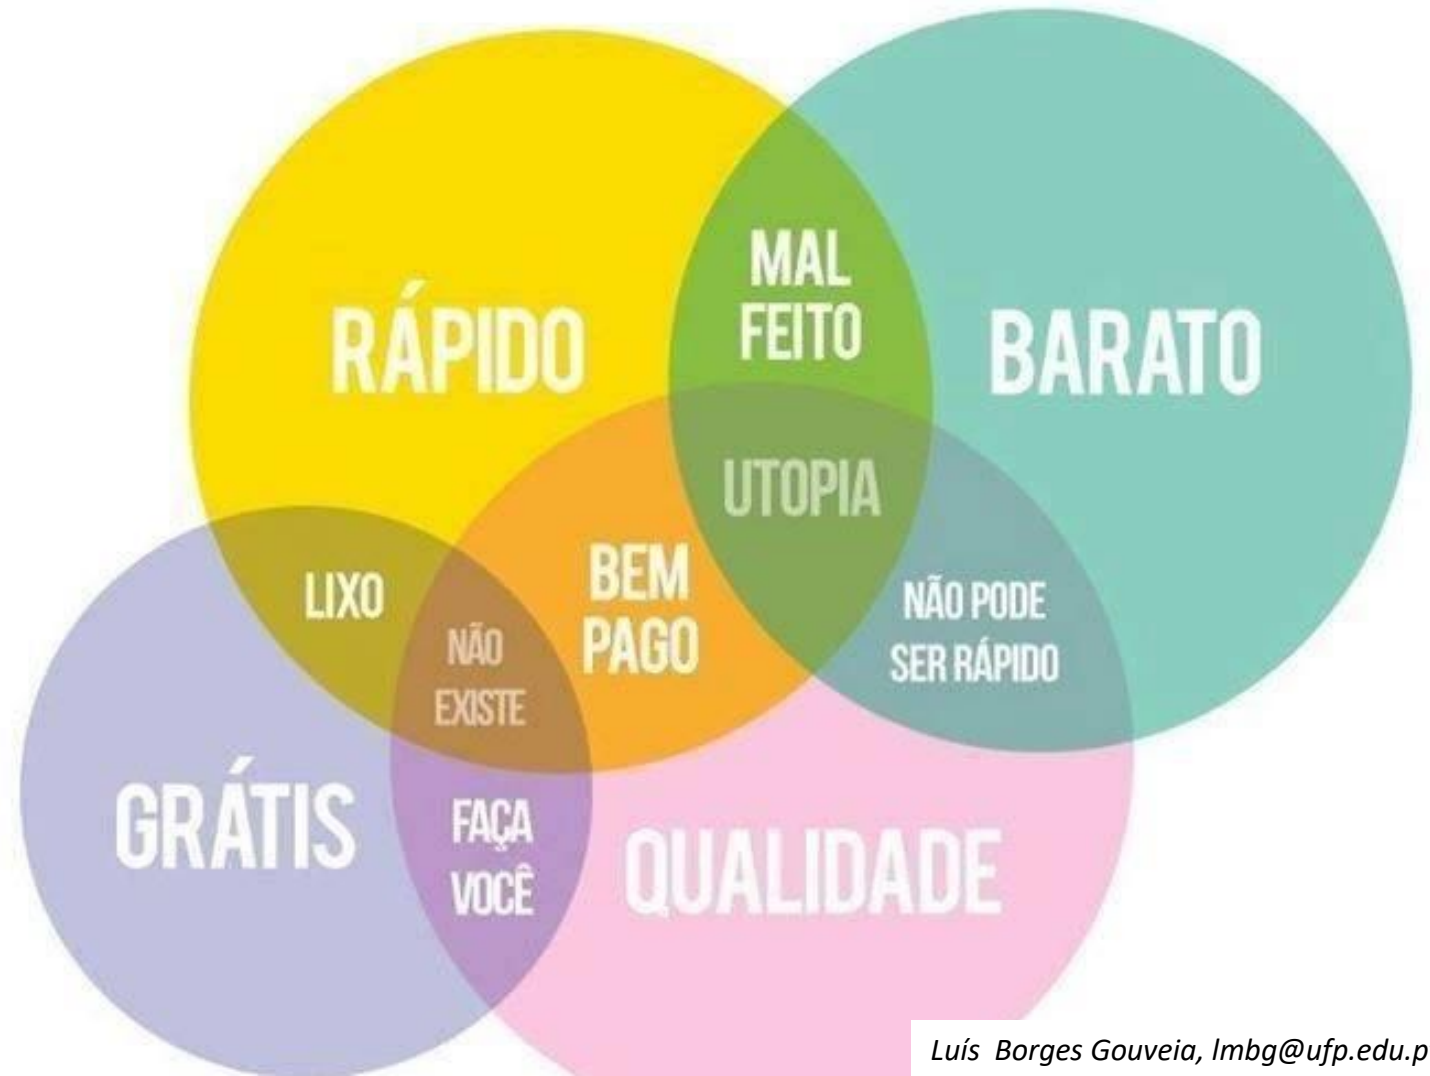 MAL
FEITO
RÁPIDO
BARATO
UTOPIA
BEM
PAGO
LIXO
NÃO PODE
SER RÁPIDO
NÃO
EXISTE
GRÁTIS
FAÇA
VOCÊ
QUALIDADE
Luís Borges Gouveia, lmbg@ufp.edu.p